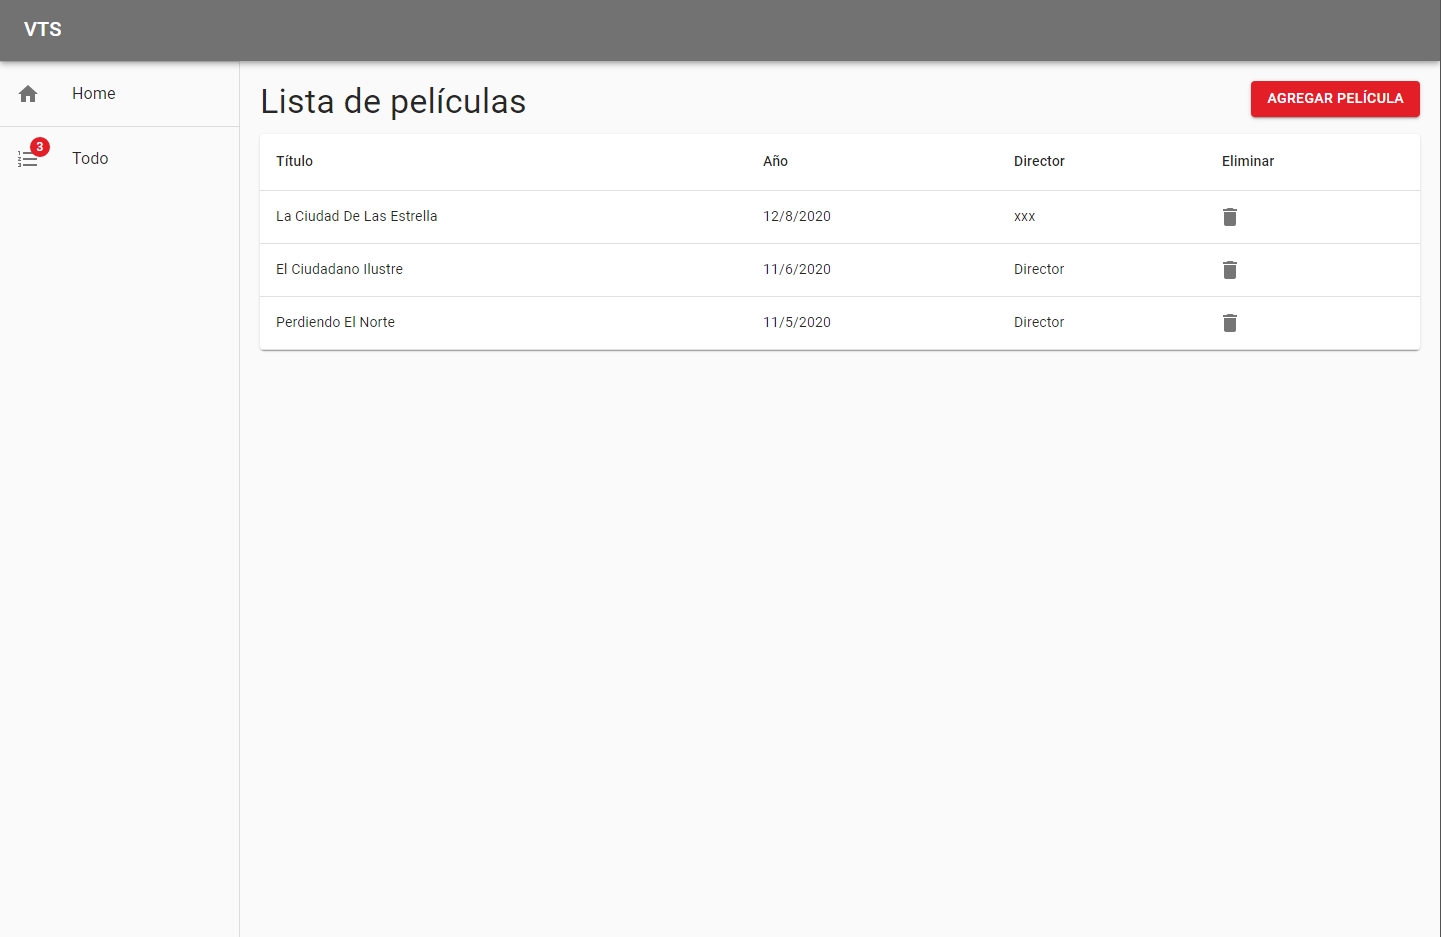 VTS
Home
3
Todo
Lista de películas
AGREGAR PELÍCULA
Título Año Director Eliminar
La Ciudad De Las Estrella 12/8/2020 xxx
El Ciudadano Ilustre 11/6/2020 Director
Perdiendo El Norte 11/5/2020 Director